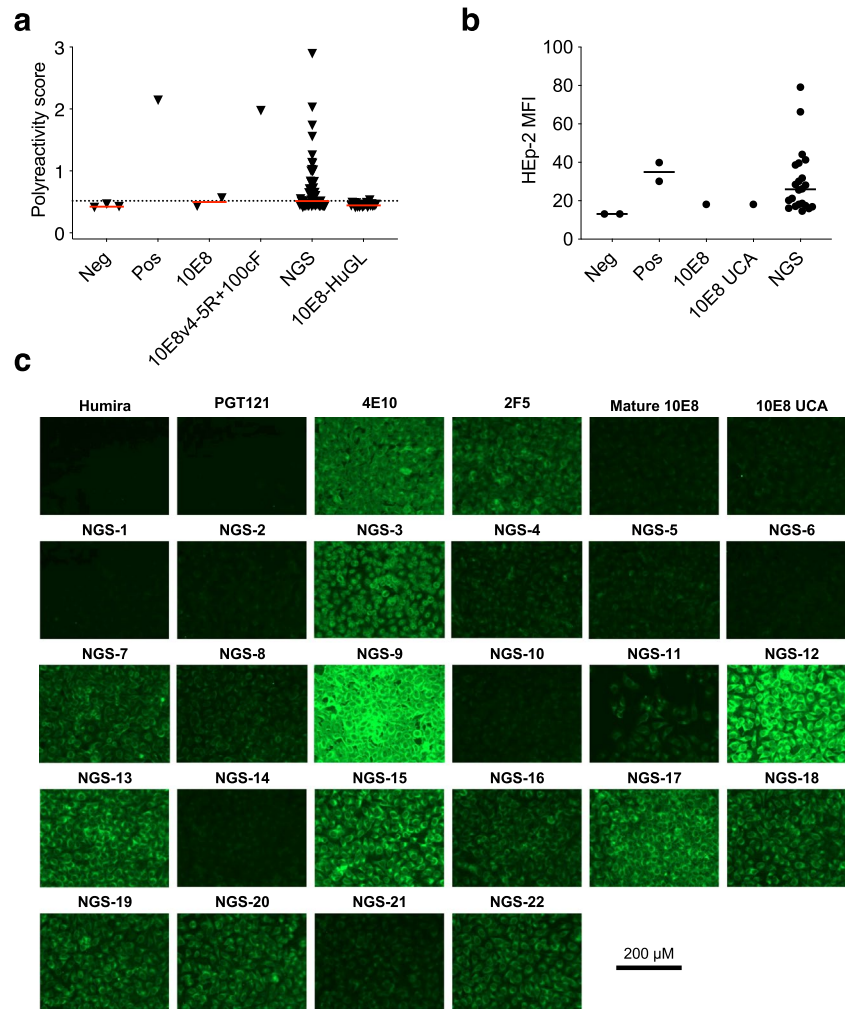 a
b
3
2
1
0
Polyreactivity score
Neg
Pos
10E8
10E8v4-5R+100cF
NGS
10E8-HuGL
100
80
60
40
20
0
HEp-2 MFI
Neg
Pos
10E8
10E8 UCA
NGS
c
Humira PGT121 4E10 2F5 Mature 10E8 10E8 UCA
NGS-1 NGS-2 NGS-3 NGS-4 NGS-5 NGS-6
NGS-7 NGS-8 NGS-9 NGS-10 NGS-11 NGS-12
NGS-13 NGS-14 NGS-15 NGS-16 NGS-17 NGS-18
NGS-19 NGS-20 NGS-21 NGS-22
200 µM